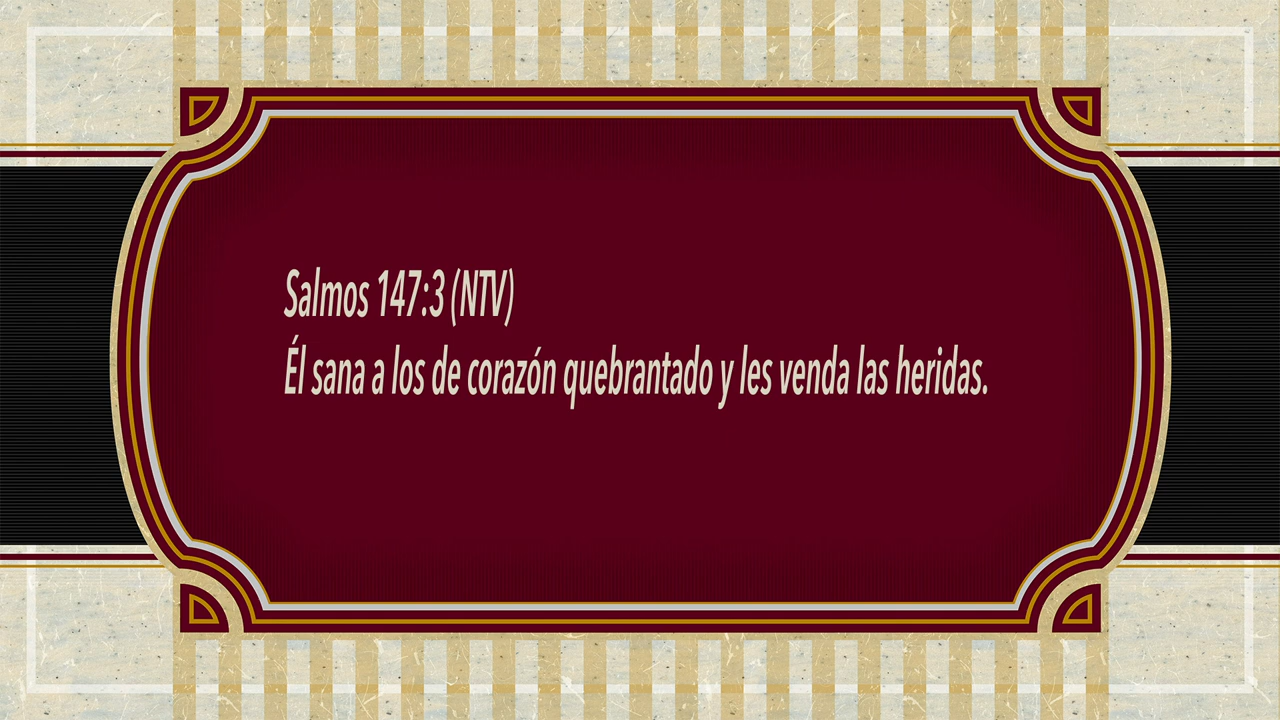 Salmos 147:3 (NTV)
Él sana a los de corazón quebrantado y les venda las heridas.